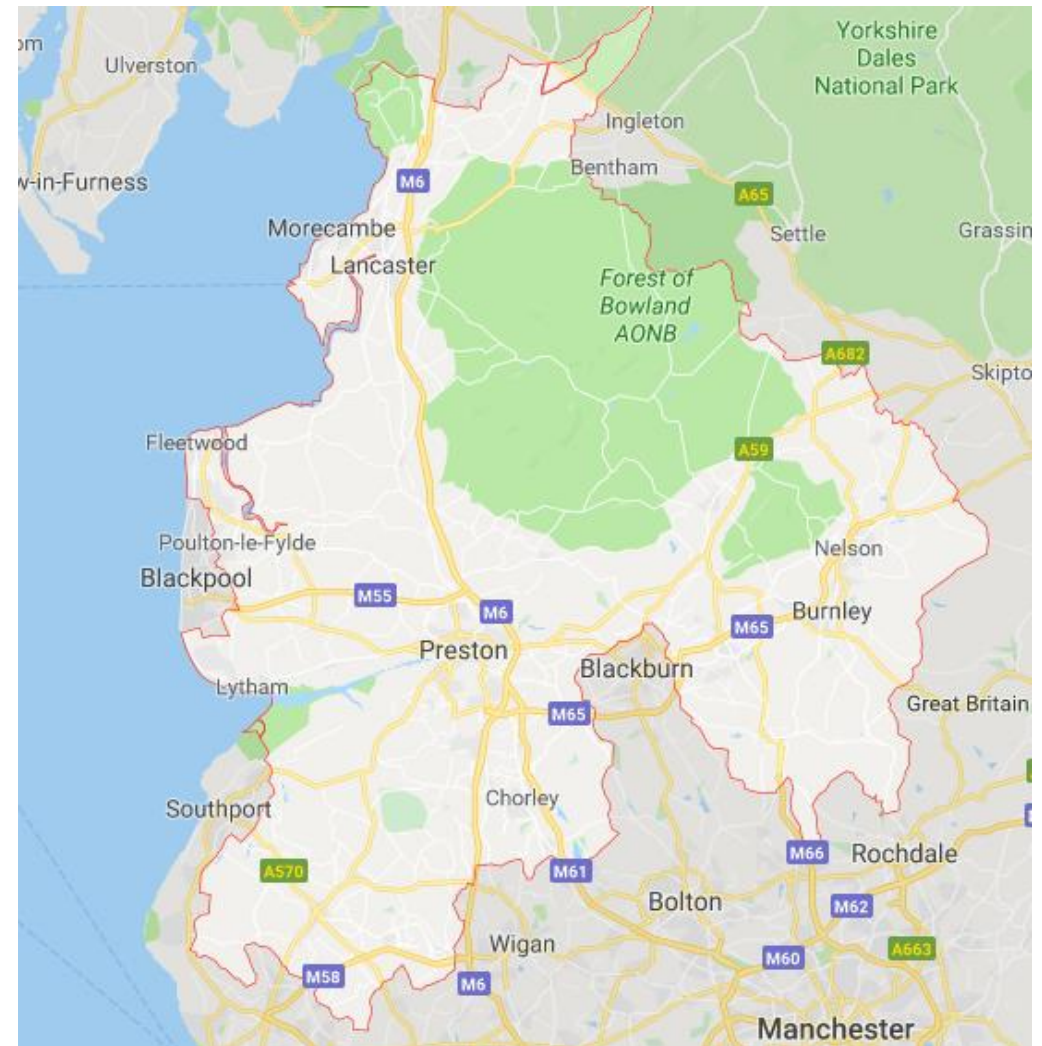 Yorkshire
Dales
National Park
Ulverston
Ingleton
Bentham
w-in-Furness
M6
A65
Morecambe
Settle
Grassin
Lancaster
Forest of
Bowland
AONB
A682
Skipto
Fleetwood
A59
Poulton-le-Fylde
Nelson
Blackpool
M55
M6
Burnley
M65
Preston
Blackburn
Lytham
Great Britain
M65
Southport
Chorley
M66
Rochdale
A570
M61
Bolton
M62
Wigan
M60
A663
M58
M6
Manchester